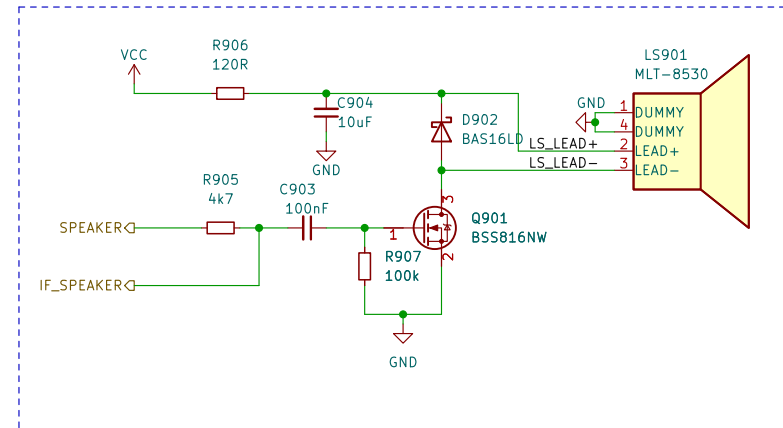 VCC
R906
120R
C904
10uF
GND
D902
BAS16LD
LS901
MLT-8530
GND
1 DUMMY
4 DUMMY
LS_LEAD+ 2 LEAD+
LS_LEAD- 3 LEAD-
R905
4k7
C903
100nF
SPEAKER
IF_SPEAKER
1
3
2
Q901
BSS816NW
R907
100k
GND